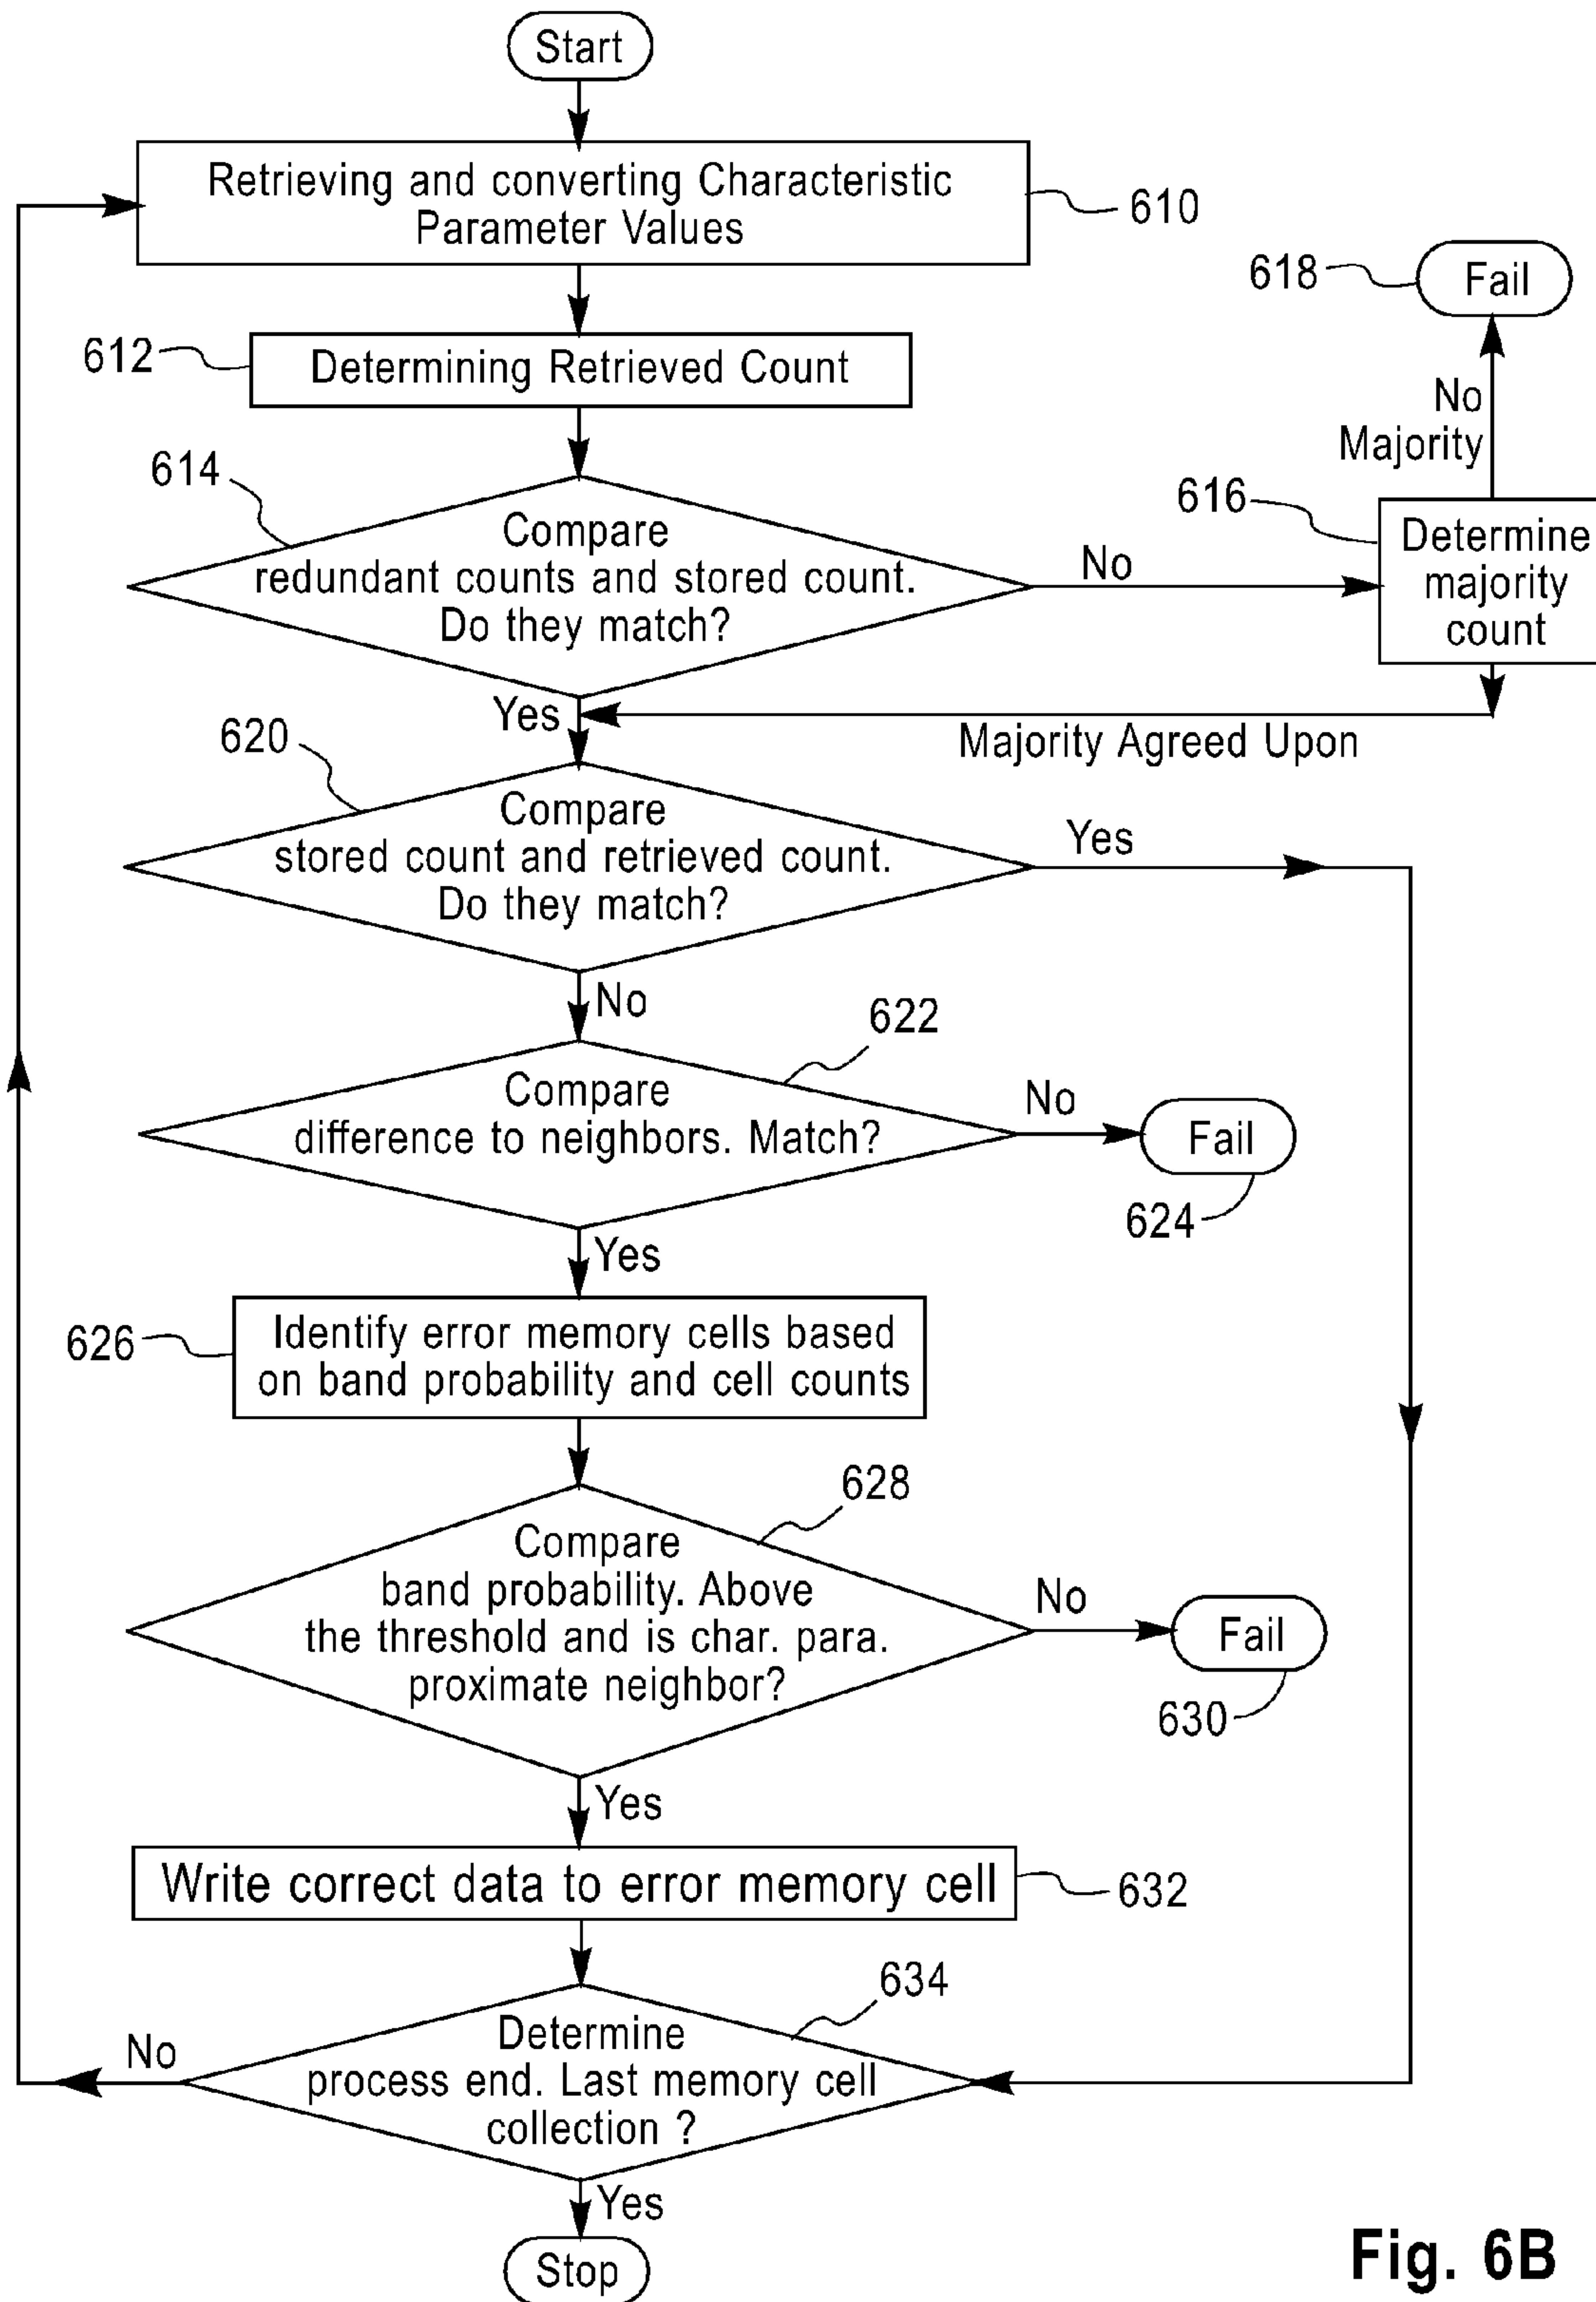 Start
Retrieving and converting Characteristic
Parameter Values
610
618
Fail
612
Determining Retrieved Count
No
Majority
614
616
Compare
redundant counts and stored count.
Do they match?
No
Determine
majority
count
Yes
Majority Agreed Upon
620
Compare
stored count and retrieved count.
Do they match?
Yes
No
622
Compare
difference to neighbors. Match?
No
Fail
624
Yes
626
Identify error memory cells based
on band probability and cell counts
628
Compare
band probability. Above
the threshold and is char. para.
proximate neighbor?
No
Fail
630
Yes
Write correct data to error memory cell
632
634
Determine
process end. Last memory cell
collection ?
No
Yes
Stop
Fig. 6B